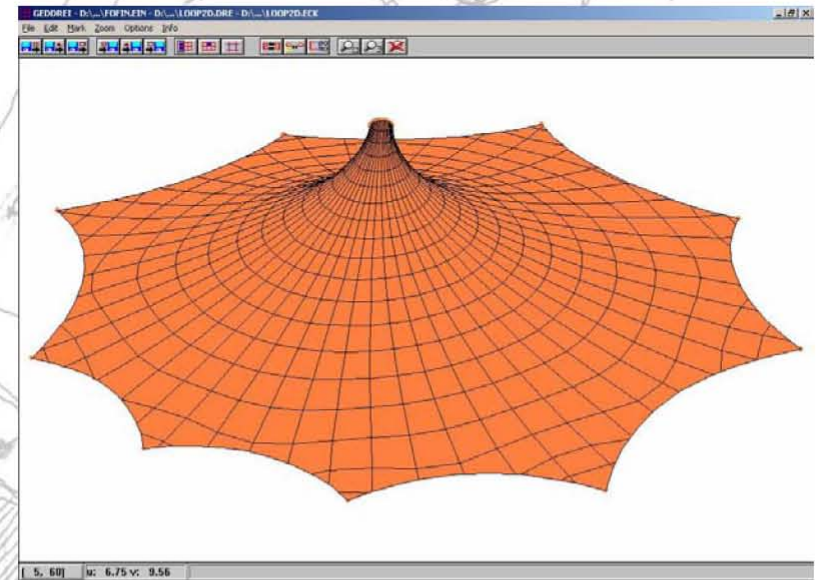 GEDDREI - D:\...\FOFIN.EIN - D:\...\LOOP2D.DRE - D:\...\LOOP2D.ECK
File Edit Mark Zoom Options Info
[ 5, 60] u: 6.75 v: 9.56